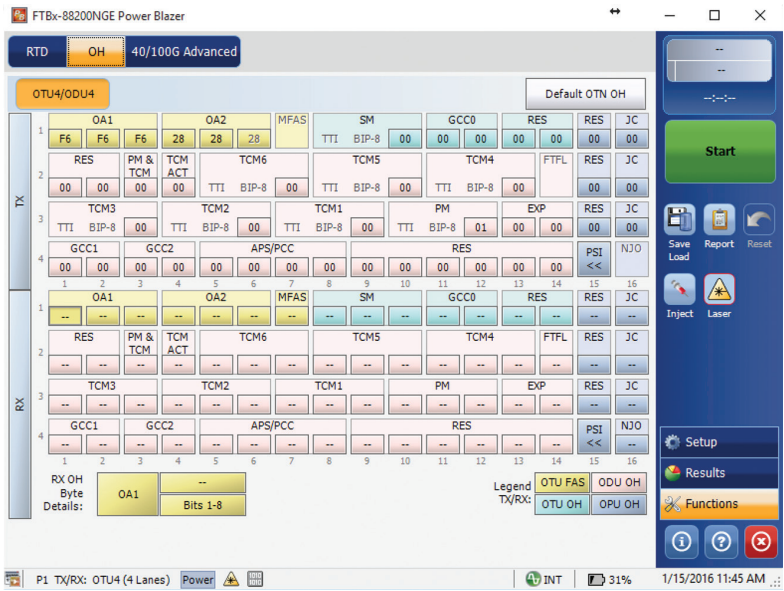 FTBx-88200NGE Power Blazer
RTD OH 40/100G Advanced
OTU4/ODU4 Default OTN OH
TX
OA1 OA2 MFAS SM GCC0 RES RES JC
1 F6 F6 F6 28 28 28 TTI BIP-8 00 00 00 00 00 00 00
RES PM & TCM TCM ACT TCM6 TCM5 TCM4 FTFL RES JC
2 00 00 00 00 TTI BIP-8 00 TTI BIP-8 00 TTI BIP-8 00 00 00
TCM3 TCM2 TCM1 PM EXP RES JC
3 TTI BIP-8 00 TTI BIP-8 00 TTI BIP-8 00 TTI BIP-8 01 00 00 00 00
GCC1 GCC2 APS/PCC RES PSI << NJO
4 00 00 00 00 00 00 00 00 00 00 00 00 00 00
1 2 3 4 5 6 7 8 9 10 11 12 13 14 15 16
RX
OA1 OA2 MFAS SM GCC0 RES RES JC
1 -- -- -- -- -- -- -- -- -- -- -- -- -- -- -- --
RES PM & TCM TCM ACT TCM6 TCM5 TCM4 FTFL RES JC
2 -- -- -- -- -- -- -- -- -- -- -- -- -- -- -- --
TCM3 TCM2 TCM1 PM EXP RES JC
3 -- -- -- -- -- -- -- -- -- -- -- -- -- -- -- --
GCC1 GCC2 APS/PCC RES PSI << NJO
4 -- -- -- -- -- -- -- -- -- -- -- -- -- -- --
1 2 3 4 5 6 7 8 9 10 11 12 13 14 15 16
RX OH
Byte
Details:
OA1
--
Bits 1-8
Legend
TX/RX:
OTU FAS ODU OH
OTU OH OPU OH
--
--
--:--:--
Start
Save
Load
Report
Reset
Inject
Laser
Setup
Results
Functions
P1 TX/RX: OTU4 (4 Lanes) Power 1010 1010 INT 31% 1/15/2016 11:45 AM